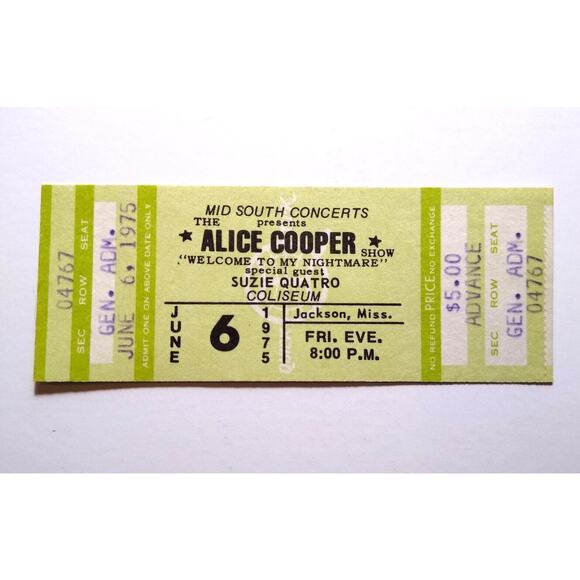 SEC ROW SEAT
04767
GEN. ADM.
JUNE 6, 1975
ADMIT ONE ON ABOVE DATE ONLY
MID SOUTH CONCERTS
THE presents
★ ALICE COOPER ★ SHOW
"WELCOME TO MY NIGHTMARE"
special guest
SUZIE QUATRO
COLISEUM
JUNE 6 975
Jackson, Miss.
FRI. EVE.
8:00 P.M.
NO REFUND PRICE NO EXCHANGE
$5.00
ADVANCE
SEC ROW SEAT
GEN. ADM.
04767